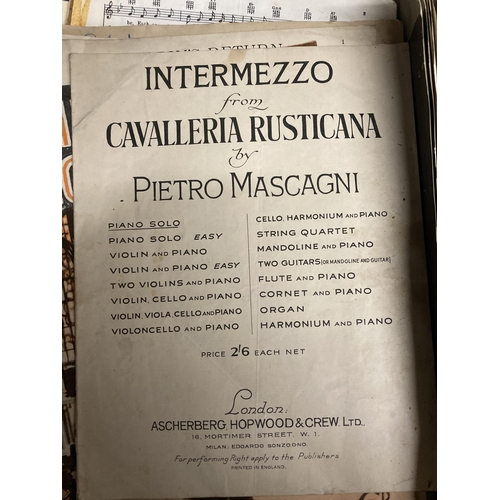 'S RETURN
INTERMEZZO
from
CAVALLERIA RUSTICANA
by
PIETRO MASCAGNI
PIANO SOLO
PIANO SOLO EASY
VIOLIN AND PIANO
VIOLIN AND PIANO EASY
TWO VIOLINS AND PIANO
VIOLIN, CELLO AND PIANO
VIOLIN, VIOLA, CELLO AND PIANO
VIOLONCELLO AND PIANO
CELLO, HARMONIUM AND PIANO
STRING QUARTET
MANDOLINE AND PIANO
TWO GUITARS (OR MANDOLINE AND GUITAR)
FLUTE AND PIANO
CORNET AND PIANO
ORGAN
HARMONIUM AND PIANO
PRICE 2/6 EACH NET
London:
ASCHERBERG, HOPWOOD & CREW, LTD.,
16, MORTIMER STREET, W. 1.
MILAN: EDOARDO SONZOGNO.
For performing Right apply to the Publishers
PRINTED IN ENGLAND.